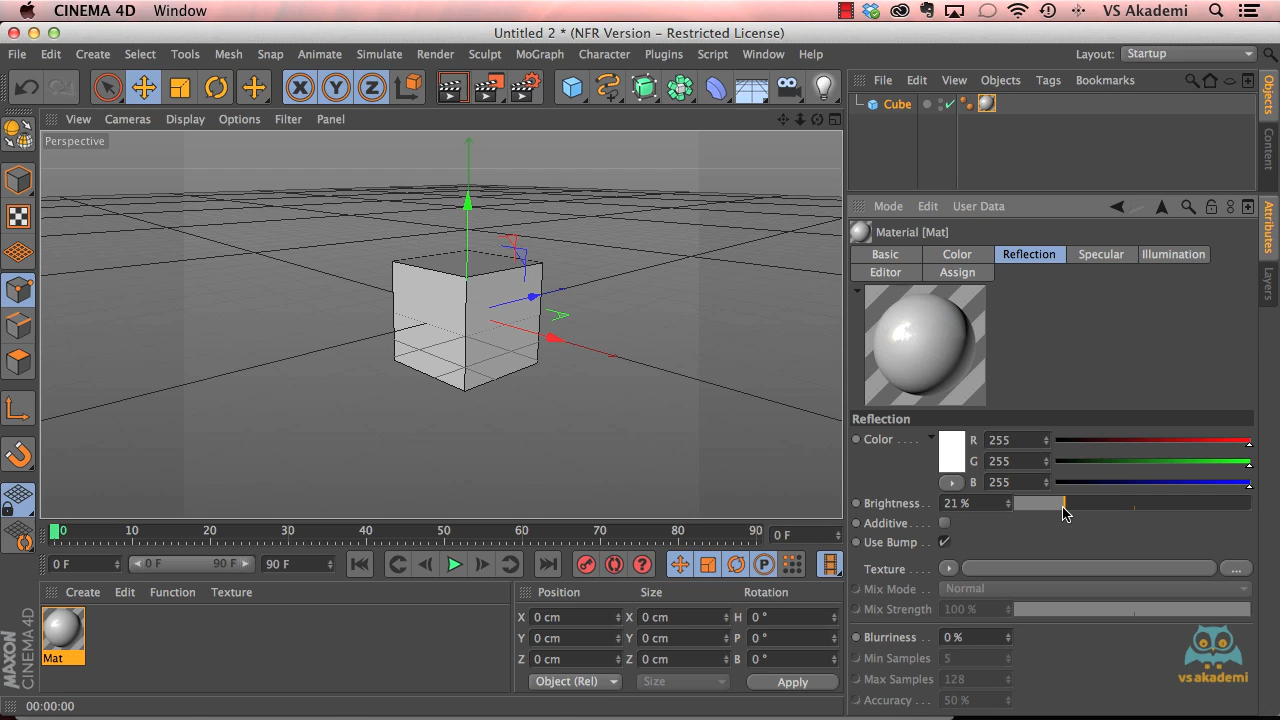 CINEMA 4D Window VS Akademi
Untitled 2 * (NFR Version - Restricted License)
File Edit Create Select Tools Mesh Snap Animate Simulate Render Sculpt MoGraph Character Plugins Script Window Help Layout: Startup
X Y Z
File Edit View Objects Tags Bookmarks
Objects
Content
Attributes
Layers
Cube
View Cameras Display Options Filter Panel
Perspective
Mode Edit User Data
Material [Mat]
Basic Color Reflection Specular Illumination
Editor Assign
Reflection
Color . . . . R 255
G 255
B 255
Brightness . . 21 %
Additive . . . .
Use Bump . .
Texture . . . ...
Mix Mode . . Normal
Mix Strength 100 %
Blurriness . . 0 %
Min Samples 5
Max Samples 128
Accuracy . . . 50 %
vs akademi
0 10 20 30 40 50 60 70 80 90 0 F
0 F 0 F 90 F 90 F ? P
Create Edit Function Texture
Mat
Position Size Rotation
X 0 cm X 0 cm H 0 °
Y 0 cm Y 0 cm P 0 °
Z 0 cm Z 0 cm B 0 °
Object (Rel) Size Apply
MAXON
CINEMA 4D
00:00:00